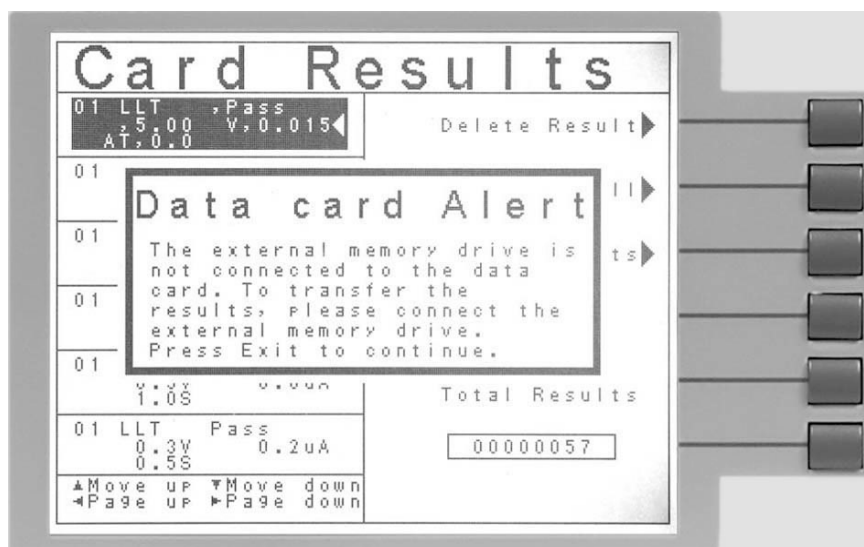 Card Results
01 LLT ,Pass
,5.00 V,0.015
AT,0.0
Delete Result
01
ll
01
ts
01
01
Data card Alert
The external memory drive is
not connected to the data
card. To transfer the
results, please connect the
external memory drive.
Press Exit to continue.
1.0S
Total Results
01 LLT Pass
0.3V 0.2uA
0.5S
00000057
▲Move up ▼Move down
◄Page up ►Page down